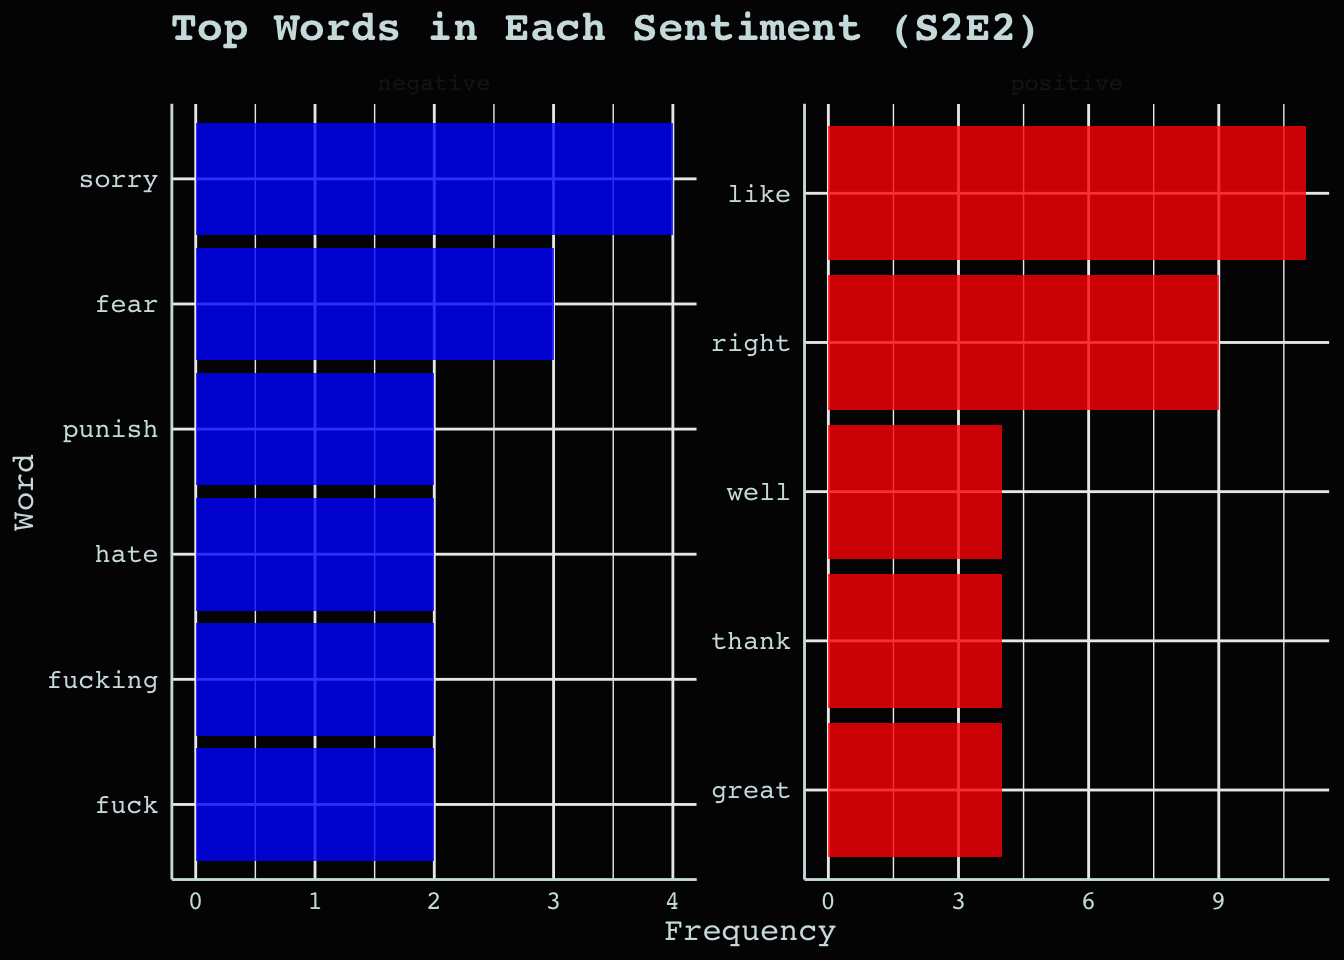 Top Words in Each Sentiment (S2E2)
negative
positive
Word
sorry
fear
punish
hate
fucking
fuck
0 1 2 3 4
like
right
well
thank
great
0 3 6 9
Frequency